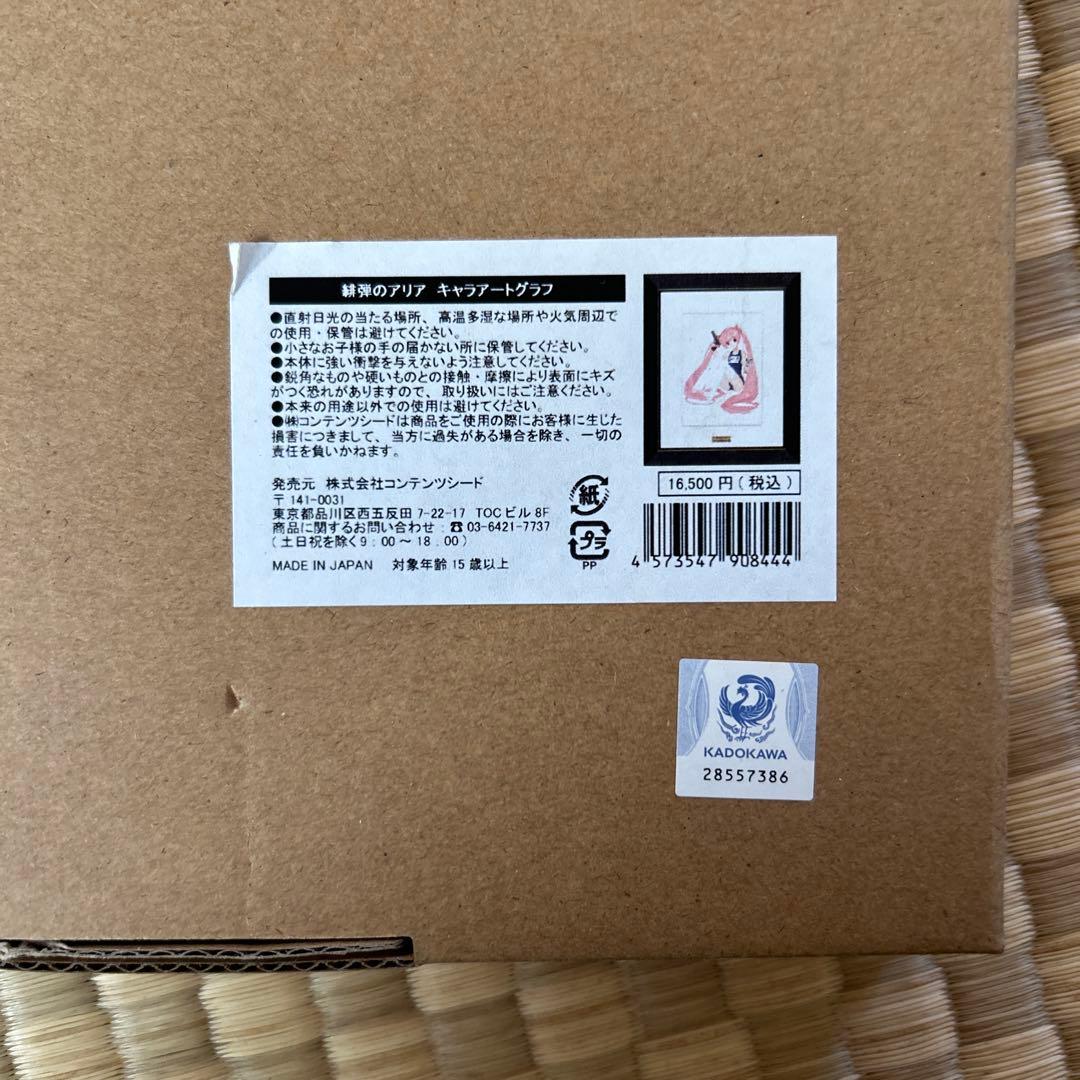 緋弾のアリア キャラアートグラフ
●直射日光の当たる場所、高温多湿な場所や火気周辺で
の使用・保管は避けてください。
●小さなお子様の手の届かない所に保管してください。
●本体に強い衝撃を与えないよう注意してください。
●鋭角なものや硬いものとの接触・摩擦により表面にキズ
がつく恐れがありますので、取り扱いにはご注意ください。
●本来の用途以外での使用は避けてください。
●㈱コンテンツシードは商品をご使用の際にお客様に生じた
損害につきまして、当方に過失がある場合を除き、一切の
責任を負いかねます。
発売元 株式会社コンテンツシード
〒141-0031
東京都品川区西五反田 7-22-17 TOCビル 8F
商品に関するお問い合わせ:☎03-6421-7737
(土日祝を除く9:00～18:00)
MADE IN JAPAN 対象年齢 15歳以上
紙
プラ
PP
16,500円(税込)
4 573547 908444
KADOKAWA
28557386